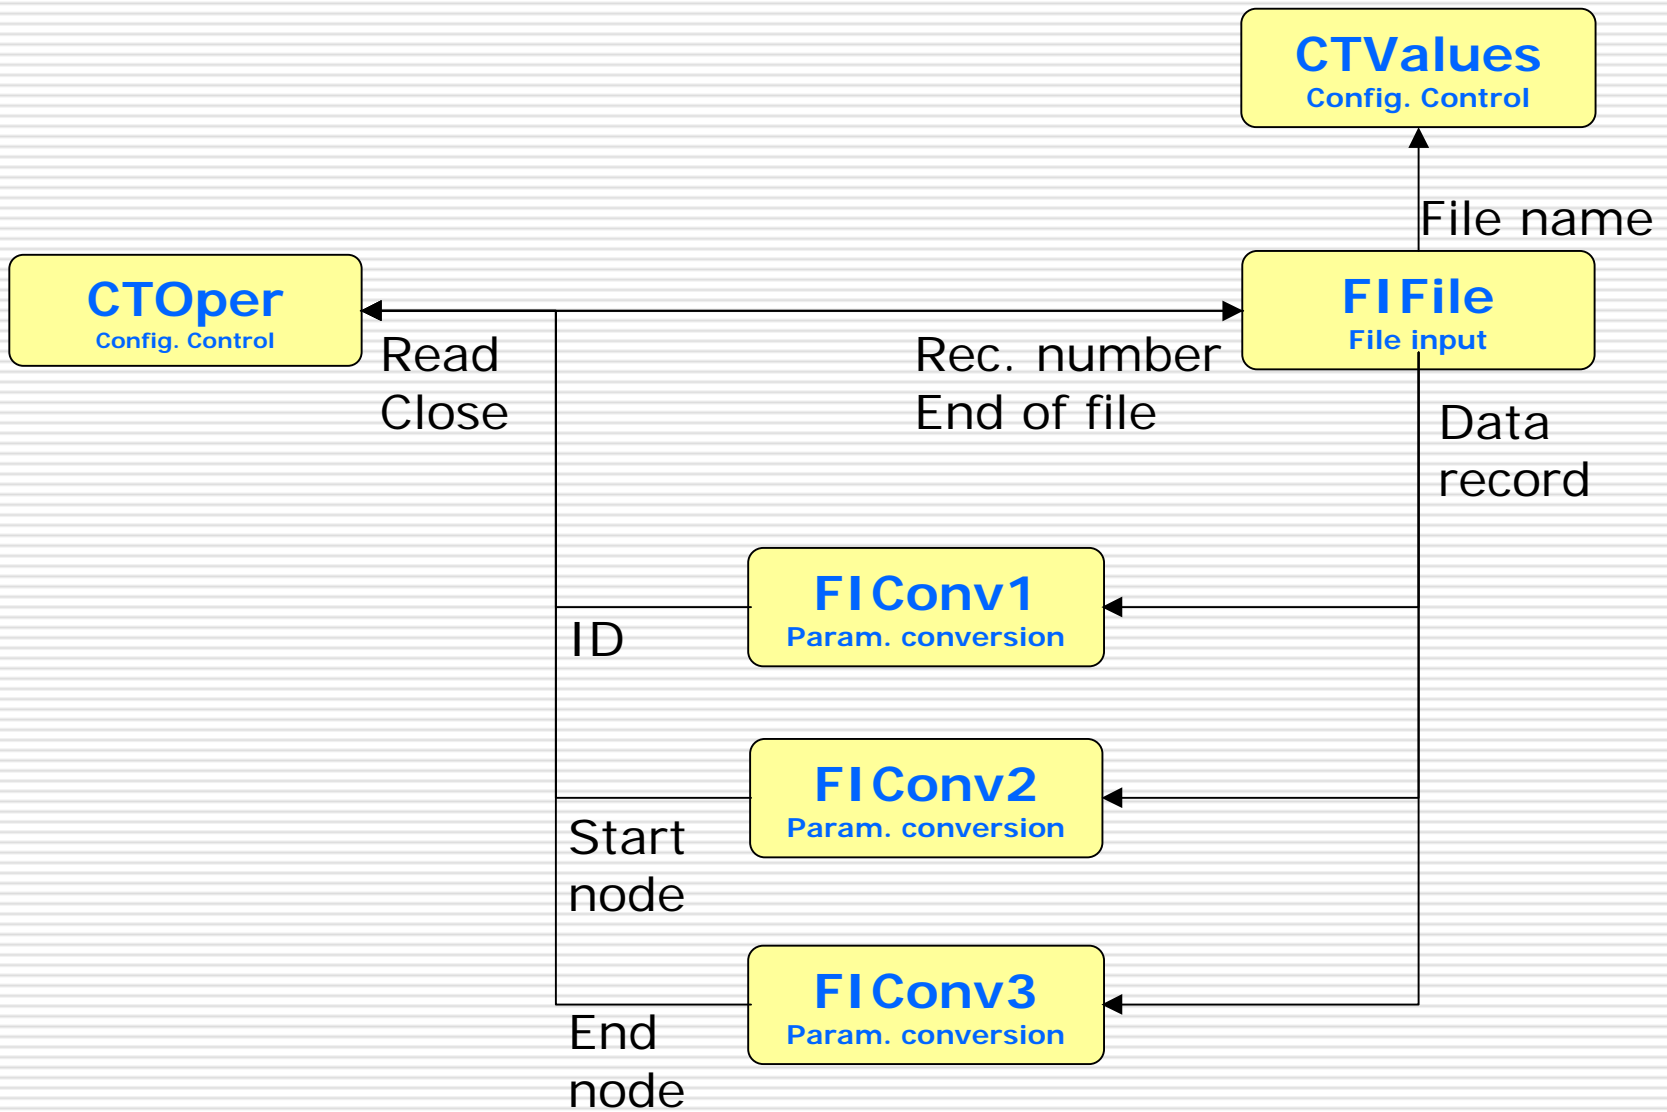 CTValues
Config. Control
File name
CTOper
Config. Control
FIFile
File input
Read
Close
Rec. number
End of file
Data
record
FIConv1
Param. conversion
ID
FIConv2
Param. conversion
Start
node
FIConv3
Param. conversion
End
node